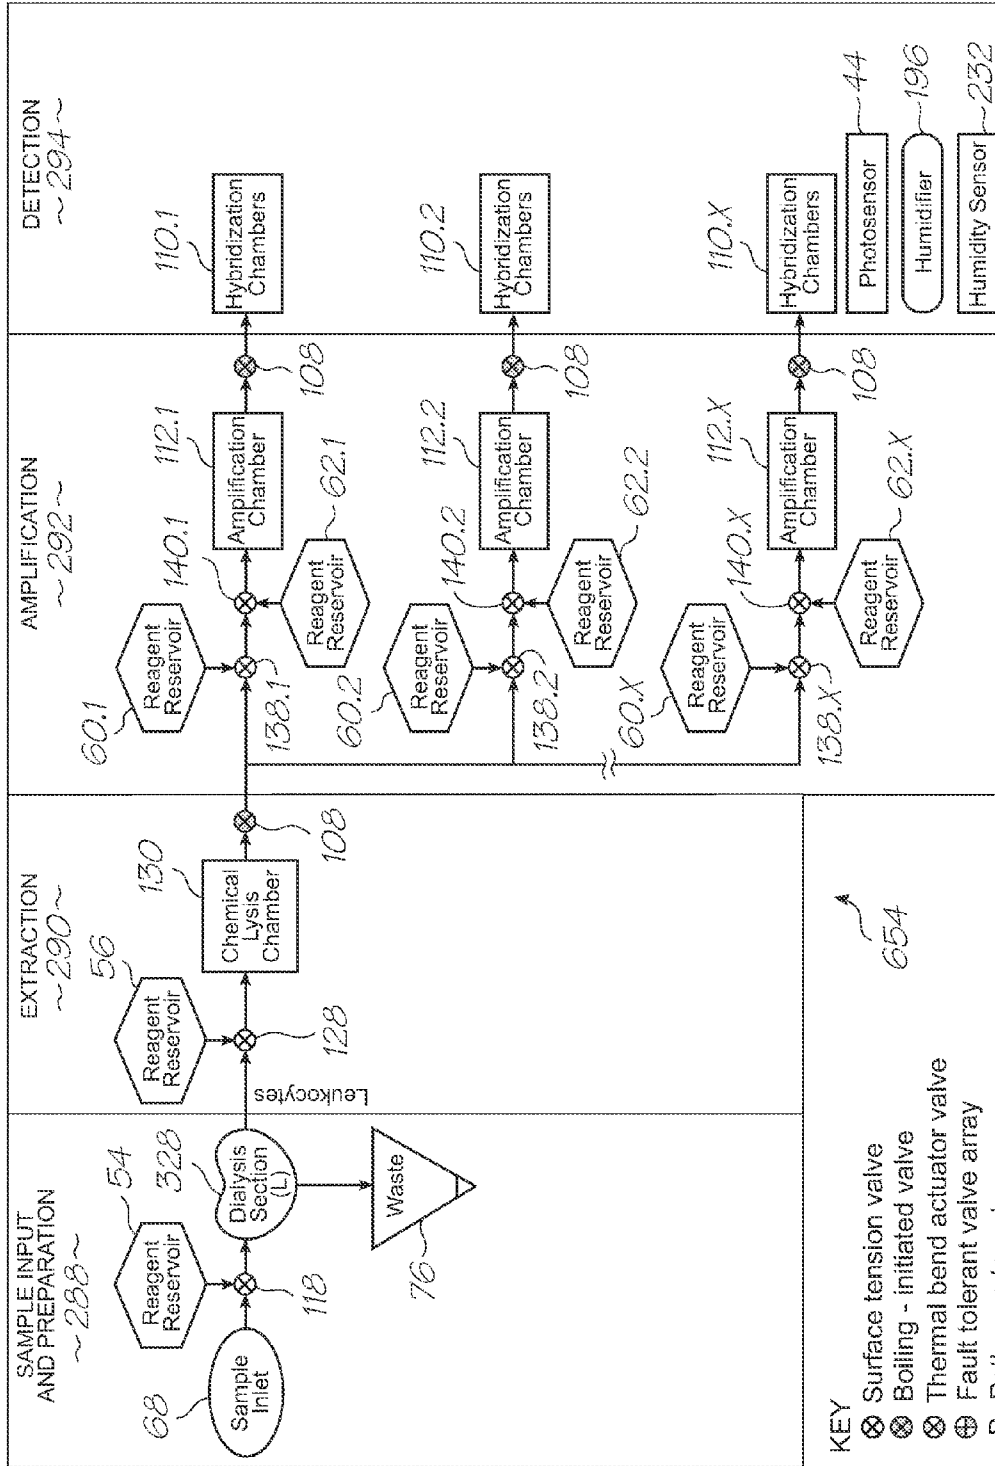 SAMPLE INPUT
AND PREPARATION
~288~
EXTRACTION
~290~
AMPLIFICATION
~292~
DETECTION
~294~
68
Sample
Inlet
54
Reagent
Reservoir
118
328
Dialysis
Section
(L)
Waste
76
Leukocytes
56
Reagent
Reservoir
128
130
Chemical
Lysis
Chamber
108
60.1
Reagent
Reservoir
138.1
140.1
Reagent
Reservoir
62.1
112.1
Amplification
Chamber
108
110.1
Hybridization
Chambers
60.2
Reagent
Reservoir
138.2
140.2
Reagent
Reservoir
62.2
112.2
Amplification
Chamber
108
110.2
Hybridization
Chambers
60.X
Reagent
Reservoir
138.X
140.X
Reagent
Reservoir
62.X
112.X
Amplification
Chamber
108
110.X
Hybridization
Chambers
Photosensor
44
Humidifier
196
Humidity Sensor
232
654
KEY
Surface tension valve
Boiling - initiated valve
Thermal bend actuator valve
Fault tolerant valve array